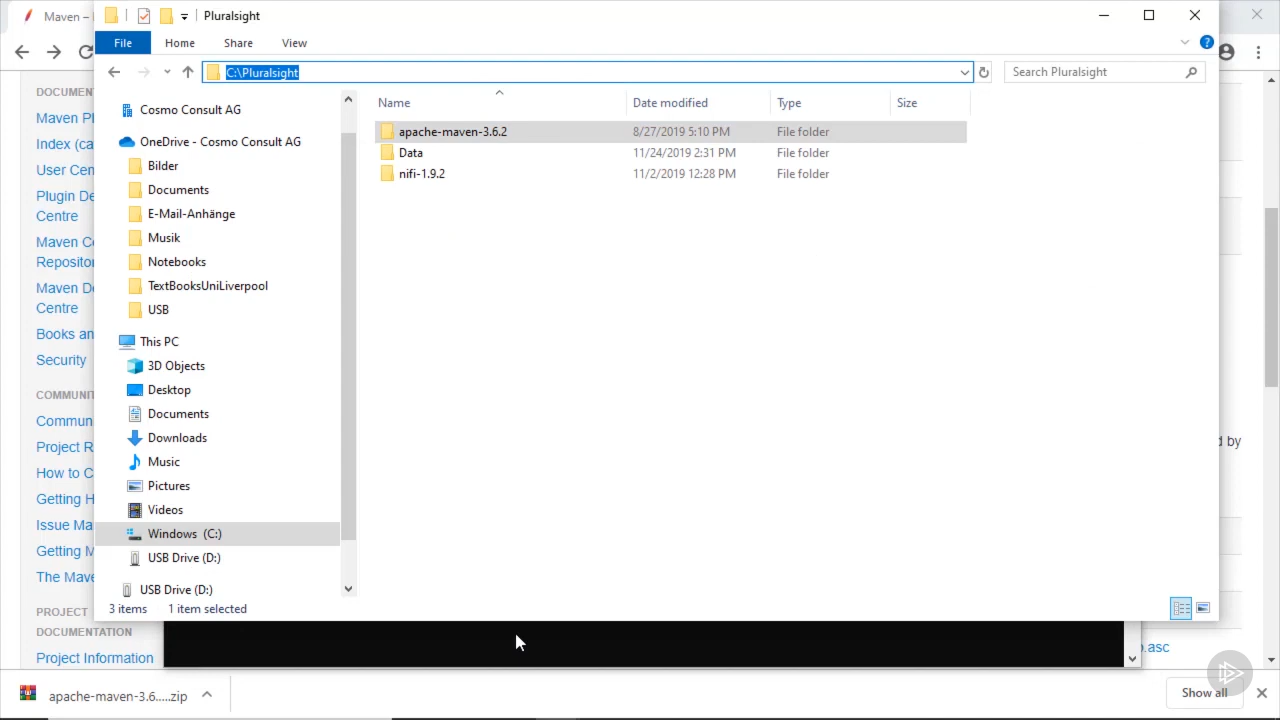 Maven –
Pluralsight
File
Home
Share
View
C:\Pluralsight
Search Pluralsight
Name
Date modified
Type
Size
apache-maven-3.6.2
8/27/2019 5:10 PM
File folder
Data
11/24/2019 2:31 PM
File folder
nifi-1.9.2
11/2/2019 12:28 PM
File folder
Cosmo Consult AG
OneDrive - Cosmo Consult AG
Bilder
Documents
E-Mail-Anhänge
Musik
Notebooks
TextBooksUniLiverpool
USB
This PC
3D Objects
Desktop
Documents
Downloads
Music
Pictures
Videos
Windows (C:)
USB Drive (D:)
USB Drive (D:)
3 items
1 item selected
DOCUMEN
Maven Pl
Index (ca
User Cen
Plugin De
Centre
Maven Ce
Reposito
Maven De
Centre
Books an
Security
COMMUNIT
Commun
Project R
How to C
Getting H
Issue Ma
Getting M
The Mave
PROJECT
DOCUMENTATION
Project Information
d by
.asc
apache-maven-3.6.....zip
Show all